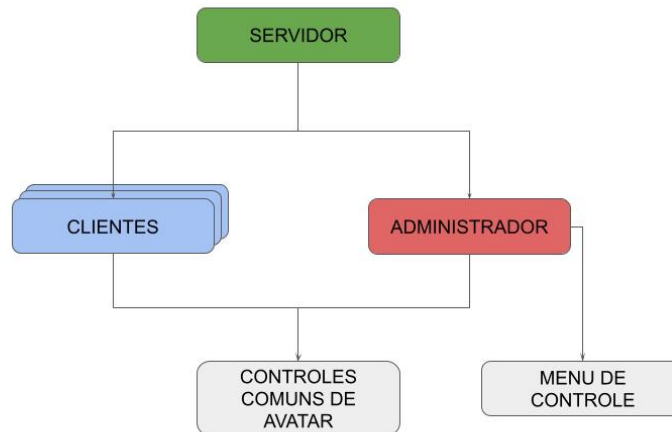 SERVIDOR
CLIENTES
ADMINISTRADOR
CONTROLES
COMUNS DE
AVATAR
MENU DE
CONTROLE